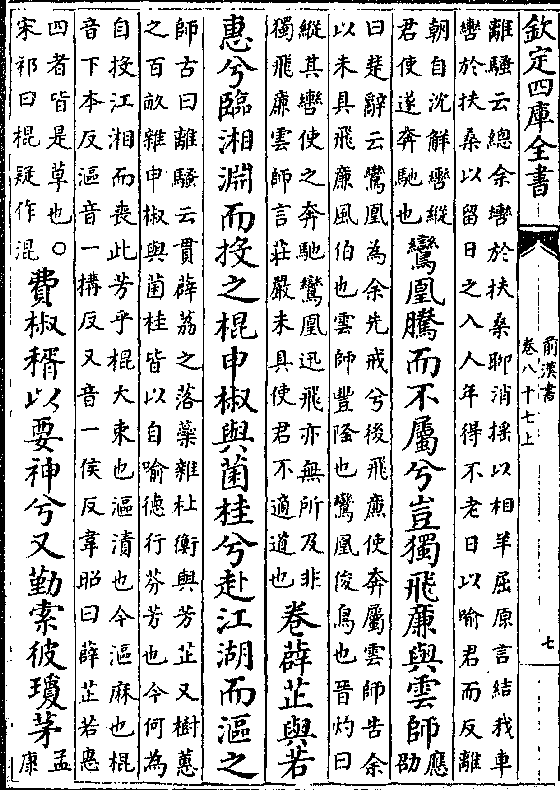 欽定四庫全書
前漢書
卷八十七上
七
離騷云總余轡於扶桑聊消揺以相羊屈原言結我車
轡於扶桑以留日之入人年得不老日以喻君而反離
朝自沈解轡縱
君使遂奔馳也
鸞凰騰而不屬兮豈獨飛廉與雲師
應
劭
曰楚辭云鸞凰為余先戒兮後飛廉使奔屬雲師告余
以未具飛廉風伯也雲師豐隆也鸞凰俊鳥也晉灼曰
縱其轡使之奔馳鸞凰迅飛亦無所及非
獨飛廉雲師言莊嚴未具使君不適道也
卷薜芷與若
惠兮臨湘淵而投之棍申椒與菌桂兮赴江湖而漚之
師古曰離騷云貫薜荔之落蘂雜杜衡與芳芷又樹蕙
之百畝雜申椒與菌桂皆以自喻德行芬芳也今何為
自投江湘而喪此芳乎棍大束也漚漬也今漚麻也棍
音下本反漚音一搆反又音一侯反韋昭曰薜芷若惠
四者皆是草也○
宋祁曰棍疑作混
費椒稰以要神兮又勤索彼瓊茅
孟
康